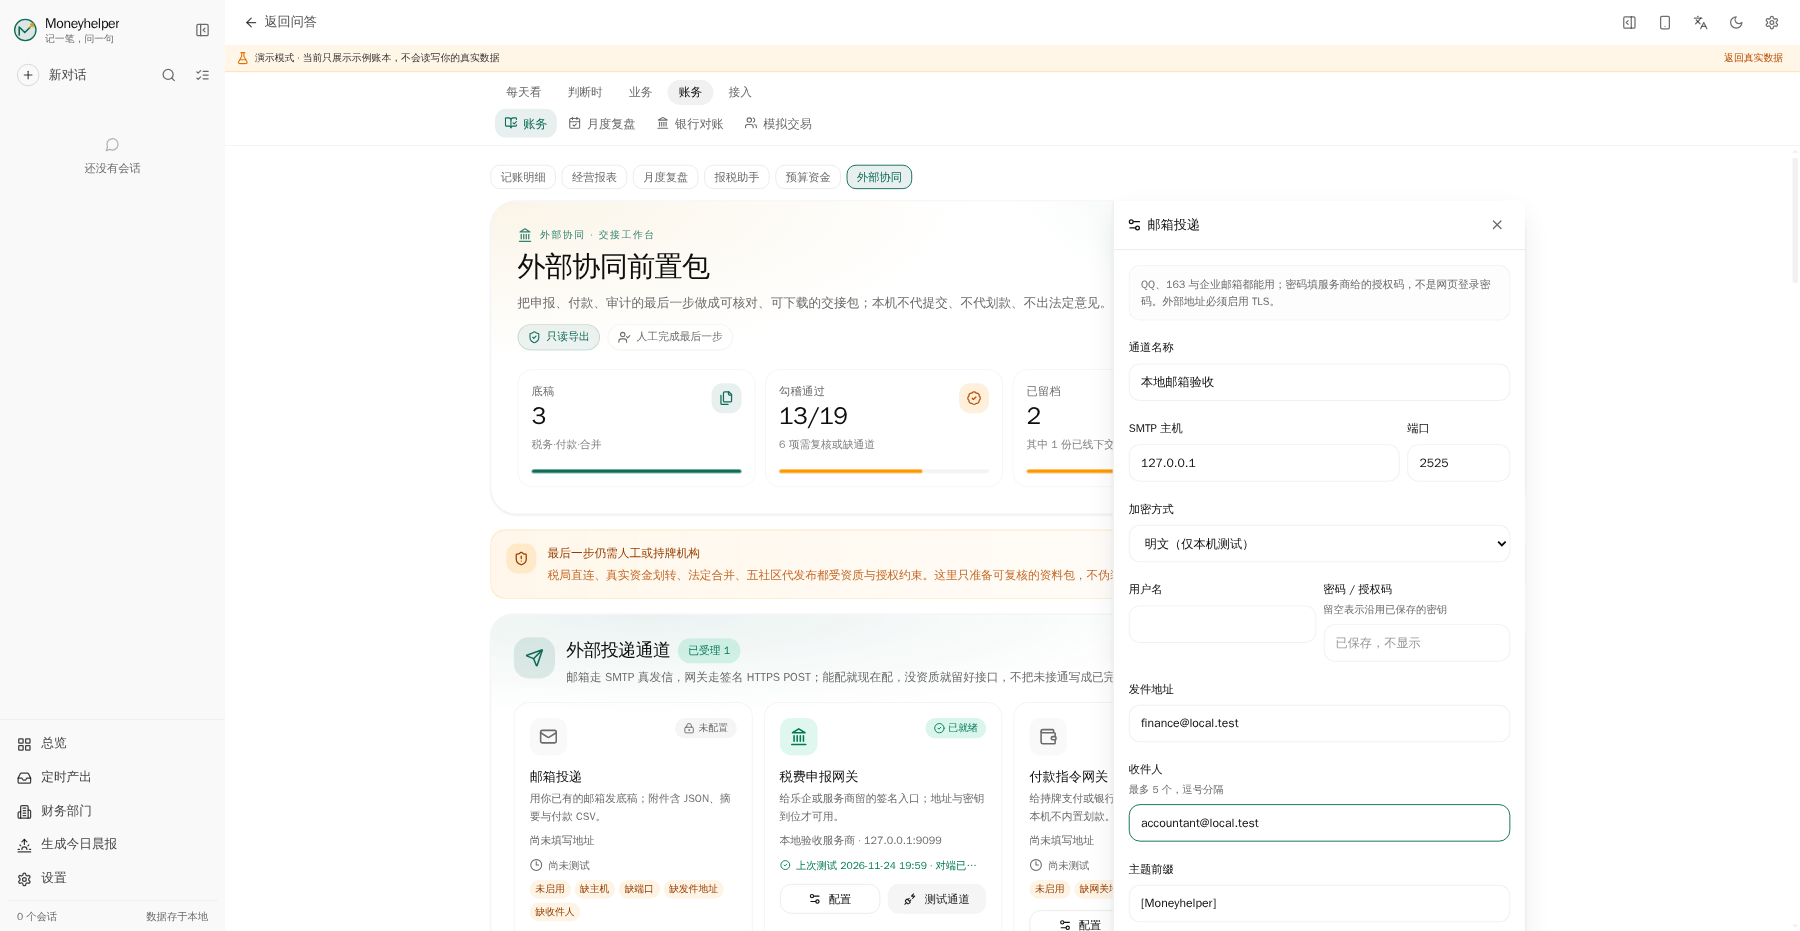 Moneyhelper
记一笔，问一句
新对话
还没有会话
总览
定时产出
财务部门
生成今日晨报
设置
0 个会话
数据存于本地
返回问答
演示模式 · 当前只展示示例账本，不会读写你的真实数据
返回真实数据
每天看
判断时
业务
账务
接入
账务
月度复盘
银行对账
模拟交易
记账明细
经营报表
月度复盘
报税助手
预算资金
外部协同
外部协同 · 交接工作台
外部协同前置包
把申报、付款、审计的最后一步做成可核对、可下载的交接包；本机不代提交、不代划款、不出法定意见。
只读导出
人工完成最后一步
底稿
3
税务·付款·合并
勾稽通过
13/19
6 项需复核或缺通道
已留档
2
其中 1 份已线下交
最后一步仍需人工或持牌机构
税局直连、真实资金划转、法定合并、五社区代发布都受资质与授权约束。这里只准备可复核的资料包，不伪
外部投递通道
已受理 1
邮箱走 SMTP 真发信，网关走签名 HTTPS POST；能配就现在配，没资质就留好接口，不把未接通写成已完
未配置
邮箱投递
用你已有的邮箱发底稿；附件含 JSON、摘
要与付款 CSV。
尚未填写地址
尚未测试
未启用
缺主机
缺端口
缺发件地址
缺收件人
已就绪
税费申报网关
给乐企或服务商留的签名入口；地址与密钥
到位才可用。
本地验收服务商 · 127.0.0.1:9099
上次测试 2026-11-24 19:59 · 对端已…
配置
测试通道
付款指令网关
给持牌支付或银行
本机不内置划款。
尚未填写地址
尚未测试
未启用
缺网关地
配置
邮箱投递
QQ、163 与企业邮箱都能用；密码填服务商给的授权码，不是网页登录密
码。外部地址必须启用 TLS。
通道名称
本地邮箱验收
SMTP 主机
端口
127.0.0.1
2525
加密方式
明文（仅本机测试）
用户名
密码 / 授权码
留空表示沿用已保存的密钥
已保存，不显示
发件地址
finance@local.test
收件人
最多 5 个，逗号分隔
accountant@local.test
主题前缀
[Moneyhelper]